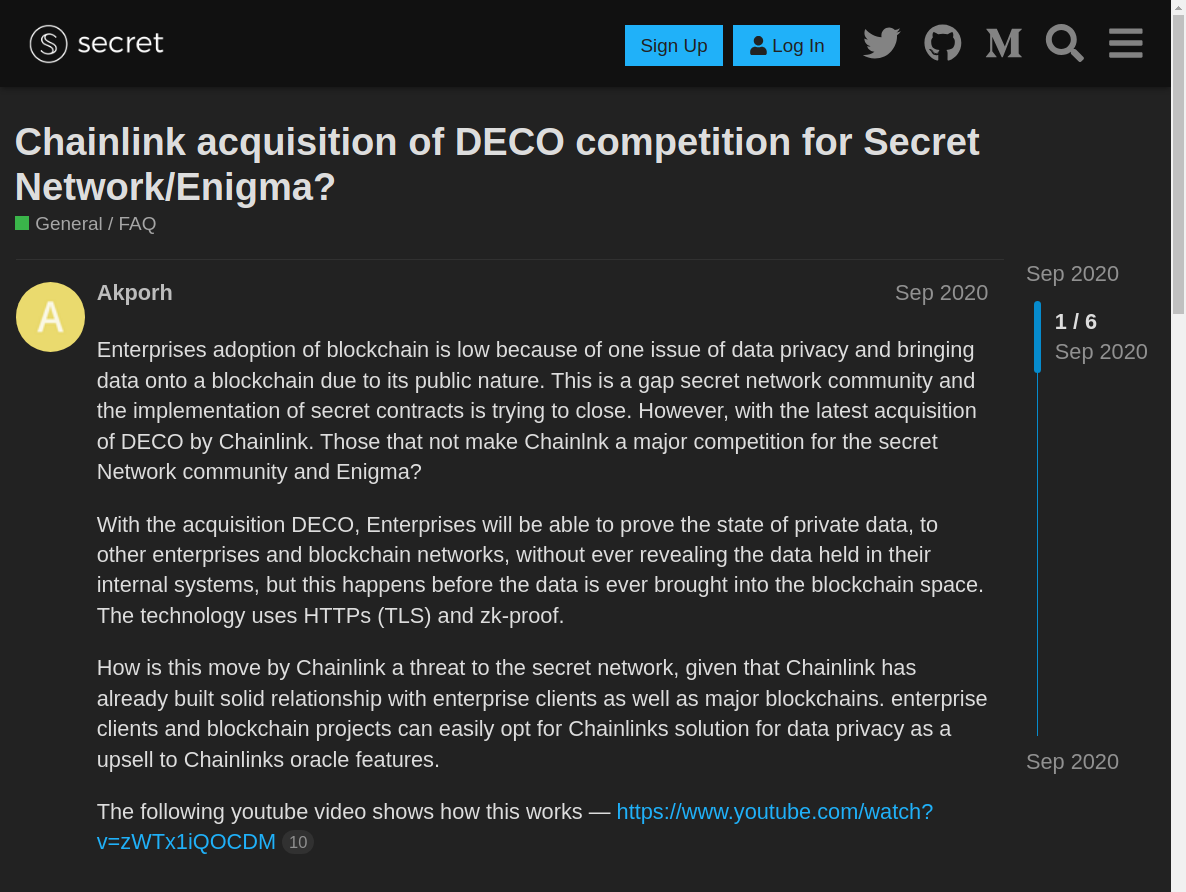 secret
Sign Up
Log In
Chainlink acquisition of DECO competition for Secret
Network/Enigma?
General / FAQ
A
Akporh
Sep 2020
Enterprises adoption of blockchain is low because of one issue of data privacy and bringing
data onto a blockchain due to its public nature. This is a gap secret network community and
the implementation of secret contracts is trying to close. However, with the latest acquisition
of DECO by Chainlink. Those that not make Chainlnk a major competition for the secret
Network community and Enigma?
With the acquisition DECO, Enterprises will be able to prove the state of private data, to
other enterprises and blockchain networks, without ever revealing the data held in their
internal systems, but this happens before the data is ever brought into the blockchain space.
The technology uses HTTPs (TLS) and zk-proof.
How is this move by Chainlink a threat to the secret network, given that Chainlink has
already built solid relationship with enterprise clients as well as major blockchains. enterprise
clients and blockchain projects can easily opt for Chainlinks solution for data privacy as a
upsell to Chainlinks oracle features.
The following youtube video shows how this works — https://www.youtube.com/watch?
v=zWTx1iQOCDM 10
Sep 2020
1 / 6
Sep 2020
Sep 2020